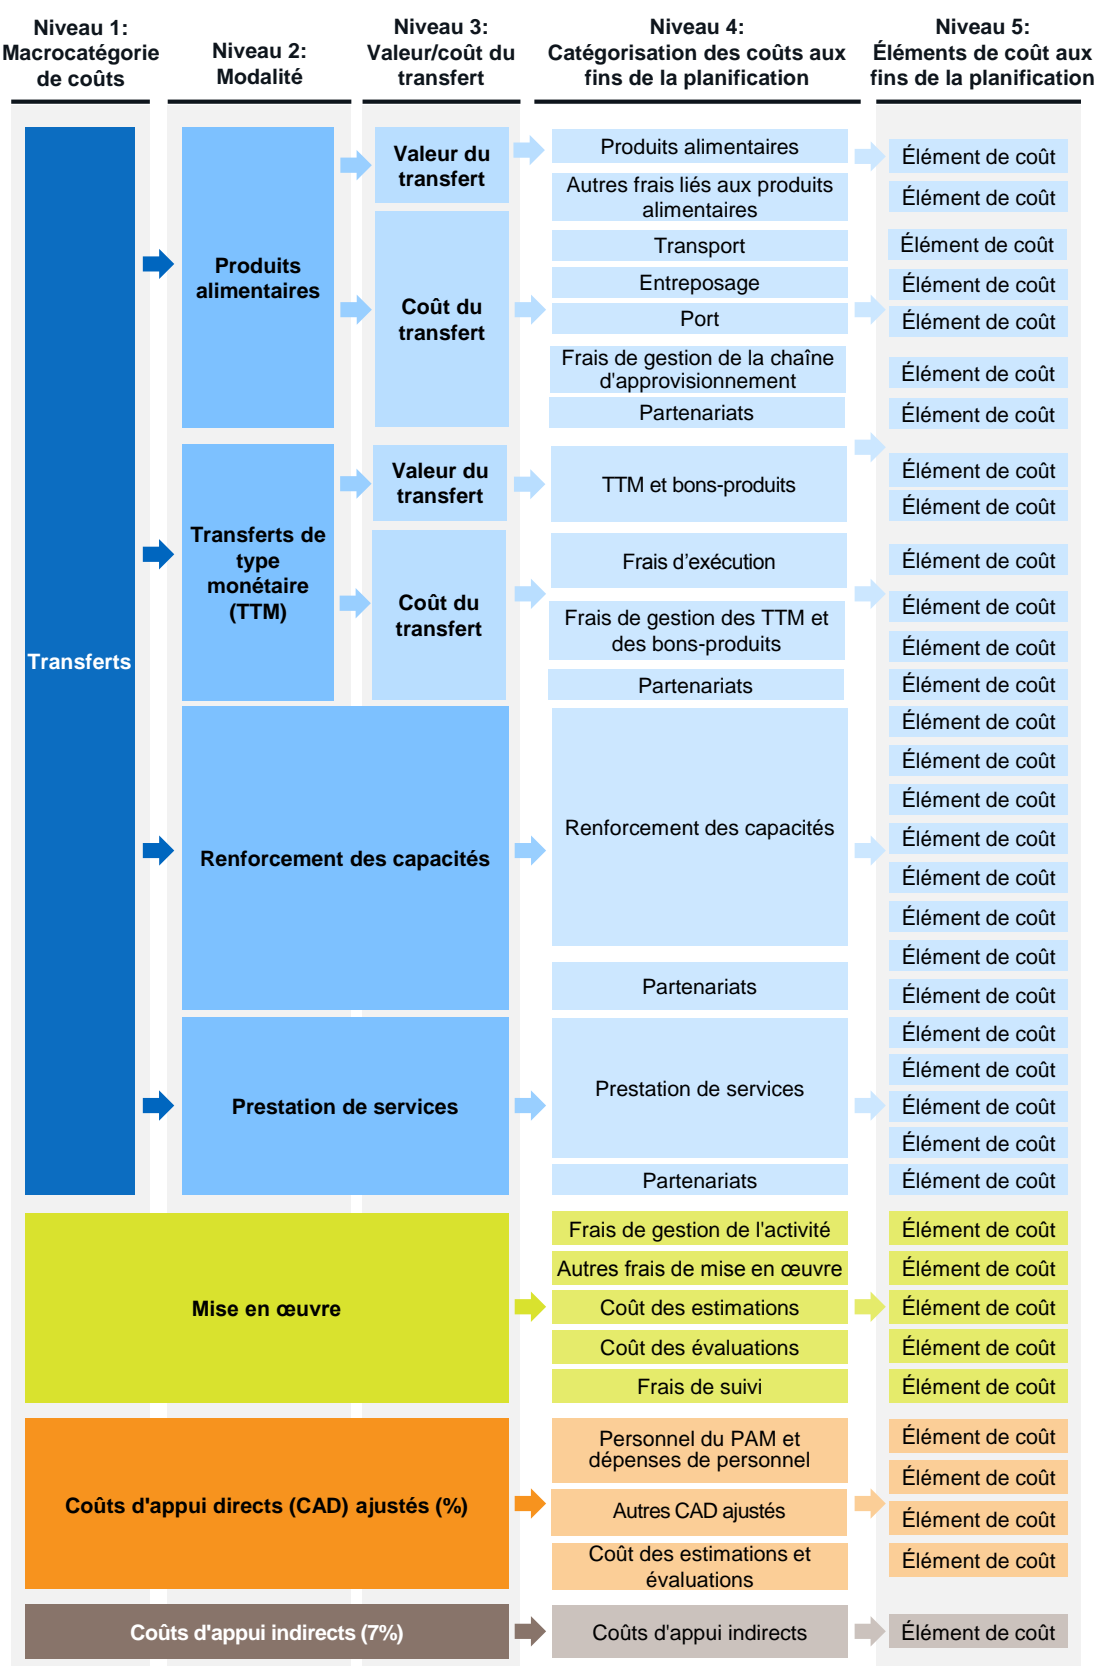 Niveau 1:
Macrocatégorie
de coûts
Niveau 2:
Modalité
Niveau 3:
Valeur/coût du
transfert
Niveau 4:
Catégorisation des coûts aux
fins de la planification
Niveau 5:
Éléments de coût aux
fins de la planification
Transferts
Produits
alimentaires
Valeur du
transfert
Produits alimentaires
Autres frais liés aux produits
alimentaires
Élément de coût
Élément de coût
Coût du
transfert
Transport
Entreposage
Port
Frais de gestion de la chaîne
d'approvisionnement
Partenariats
Élément de coût
Élément de coût
Élément de coût
Élément de coût
Élément de coût
Transferts de
type
monétaire
(TTM)
Valeur du
transfert
TTM et bons-produits
Élément de coût
Élément de coût
Coût du
transfert
Frais d’exécution
Frais de gestion des TTM et
des bons-produits
Partenariats
Élément de coût
Élément de coût
Élément de coût
Élément de coût
Renforcement des capacités
Renforcement des capacités
Partenariats
Élément de coût
Élément de coût
Élément de coût
Élément de coût
Élément de coût
Élément de coût
Élément de coût
Élément de coût
Prestation de services
Prestation de services
Partenariats
Élément de coût
Élément de coût
Élément de coût
Élément de coût
Élément de coût
Mise en œuvre
Frais de gestion de l'activité
Autres frais de mise en œuvre
Coût des estimations
Coût des évaluations
Frais de suivi
Élément de coût
Élément de coût
Élément de coût
Élément de coût
Élément de coût
Coûts d'appui directs (CAD) ajustés (%)
Personnel du PAM et
dépenses de personnel
Autres CAD ajustés
Coût des estimations et
évaluations
Élément de coût
Élément de coût
Élément de coût
Élément de coût
Coûts d'appui indirects (7%)
Coûts d'appui indirects
Élément de coût